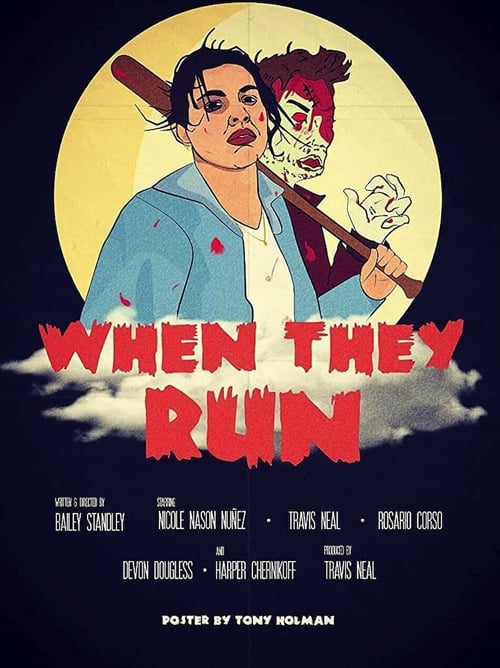 WHEN THEY
RUN
WRITTEN & DIRECTED BY
BAILEY STANDLEY
STARRING
NICOLE NASON NUÑEZ • TRAVIS NEAL • ROSARIO CORSO
DEVON DOUGLESS •
AND
HARPER CHERNIKOFF
PRODUCED BY
TRAVIS NEAL
POSTER BY TONY HOLMAN